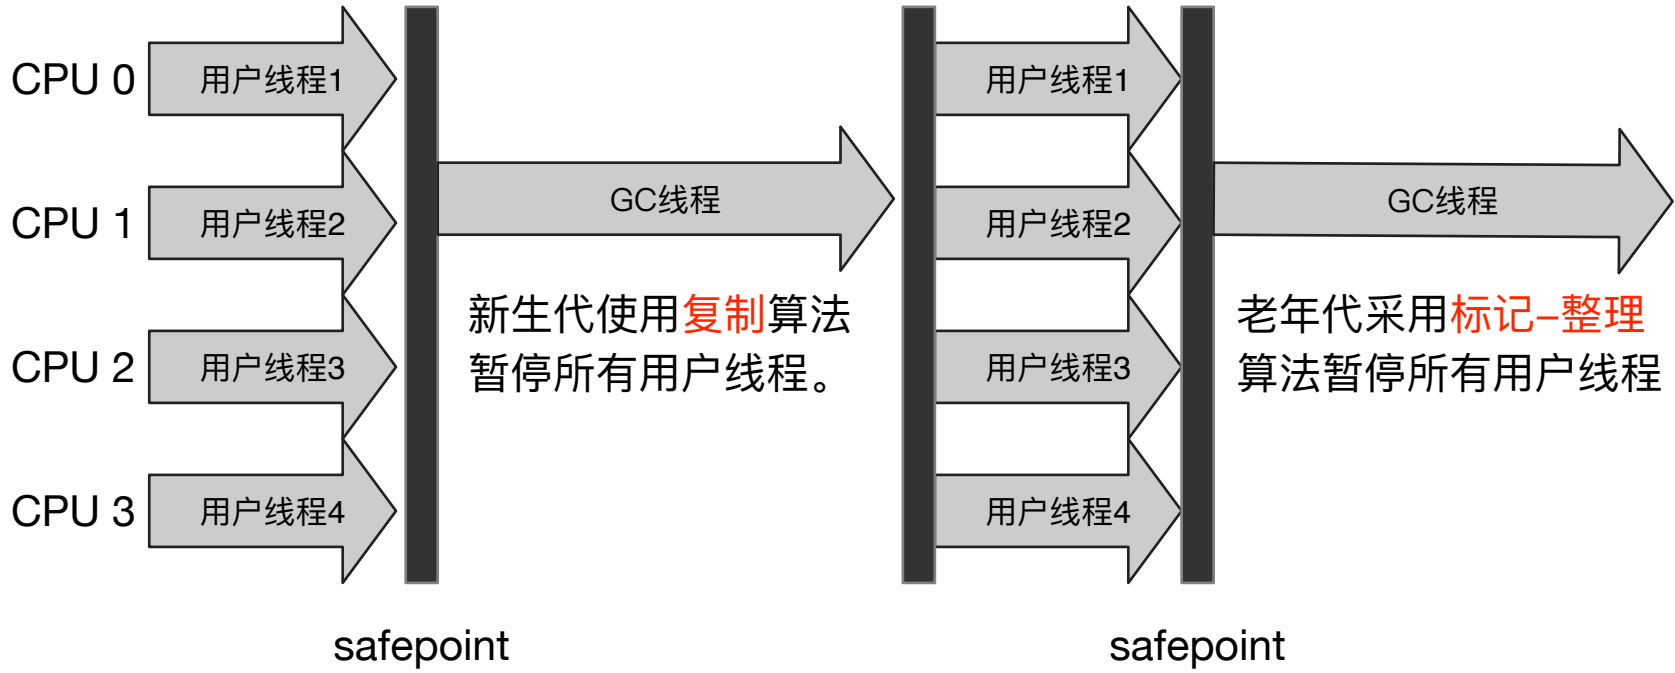 CPU 0
用户线程1
用户线程1
CPU 1
用户线程2
GC线程
用户线程2
GC线程
新生代使用复制算法
暂停所有用户线程。
老年代采用标记–整理
算法暂停所有用户线程
CPU 2
用户线程3
用户线程3
CPU 3
用户线程4
用户线程4
safepoint
safepoint